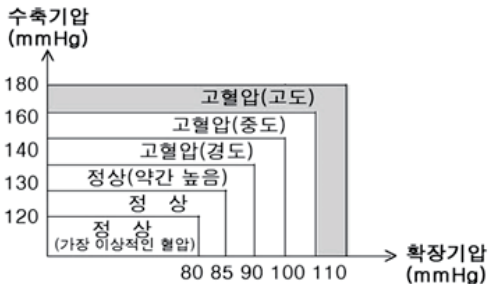 수축기압
(mmHg)
180
고혈압(고도)
160
고혈압(중도)
140
고혈압(경도)
정상(약간 높음)
130
정 상
120
정 상
(가장 이상적인 혈압)
80 85 90 100 110
확장기압
(mmHg)